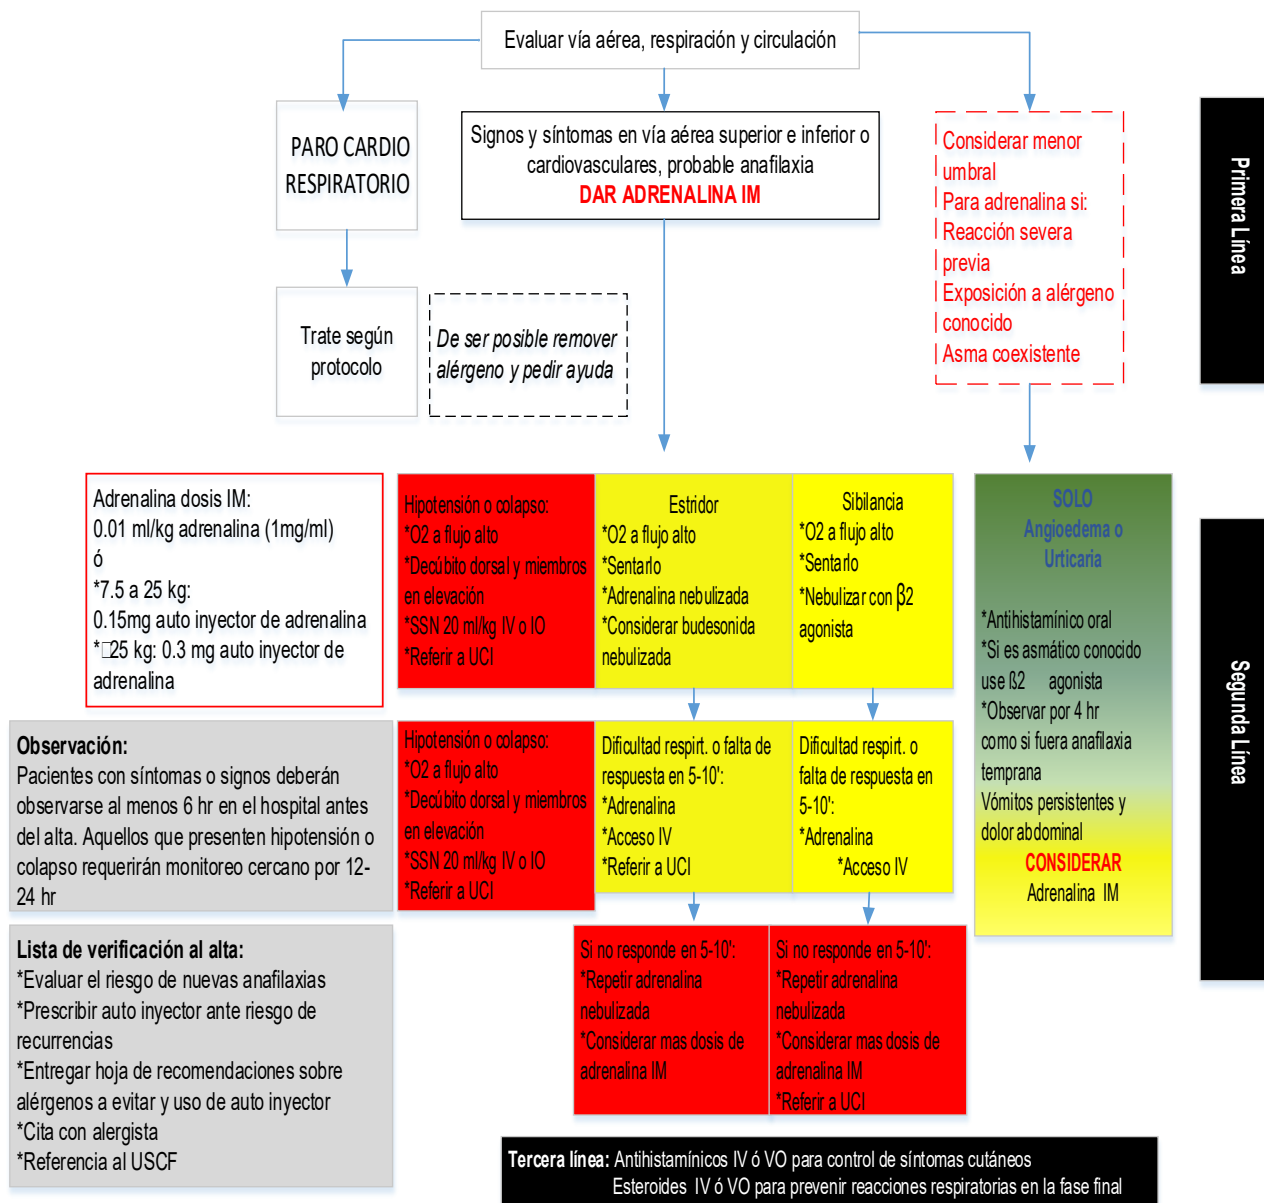 Evaluar vía aérea, respiración y circulación
PARO CARDIO
RESPIRATORIO
Signos y síntomas en vía aérea superior e inferior o
cardiovasculares, probable anafilaxia
DAR ADRENALINA IM
Considerar menor
umbral
Para adrenalina si:
Reacción severa
previa
Exposición a alérgeno
conocido
Asma coexistente
Primera Línea
Trate según
protocolo
De ser posible remover
alérgeno y pedir ayuda
Adrenalina dosis IM:
0.01 ml/kg adrenalina (1mg/ml)
ó
*7.5 a 25 kg:
0.15mg auto inyector de adrenalina
*□25 kg: 0.3 mg auto inyector de
adrenalina
Hipotensión o colapso:
*O2 a flujo alto
*Decúbito dorsal y miembros
en elevación
*SSN 20 ml/kg IV o IO
*Referir a UCI
Estridor
*O2 a flujo alto
*Sentarlo
*Adrenalina nebulizada
*Considerar budesonida
nebulizada
Sibilancia
*O2 a flujo alto
*Sentarlo
*Nebulizar con β2
agonista
SOLO
Angioedema o
Urticaria
*Antihistamínico oral
*Si es asmático conocido
use ß2 agonista
*Observar por 4 hr
como si fuera anafilaxia
temprana
Vómitos persistentes y
dolor abdominal
CONSIDERAR
Adrenalina IM
Segunda Línea
Observación:
Pacientes con síntomas o signos deberán
observarse al menos 6 hr en el hospital antes
del alta. Aquellos que presenten hipotensión o
colapso requerirán monitoreo cercano por 12-
24 hr
Hipotensión o colapso:
*O2 a flujo alto
*Decúbito dorsal y miembros
en elevación
*SSN 20 ml/kg IV o IO
*Referir a UCI
Dificultad respirt. o falta de
respuesta en 5-10':
*Adrenalina
*Acceso IV
*Referir a UCI
Dificultad respirt. o
falta de respuesta en
5-10':
*Adrenalina
*Acceso IV
Lista de verificación al alta:
*Evaluar el riesgo de nuevas anafilaxias
*Prescribir auto inyector ante riesgo de
recurrencias
*Entregar hoja de recomendaciones sobre
alérgenos a evitar y uso de auto inyector
*Cita con alergista
*Referencia al USCF
Si no responde en 5-10':
*Repetir adrenalina
nebulizada
*Considerar mas dosis de
adrenalina IM
Si no responde en 5-10':
*Repetir adrenalina
nebulizada
*Considerar mas dosis de
adrenalina IM
*Referir a UCI
Tercera línea: Antihistamínicos IV ó VO para control de síntomas cutáneos
Esteroides IV ó VO para prevenir reacciones respiratorias en la fase final